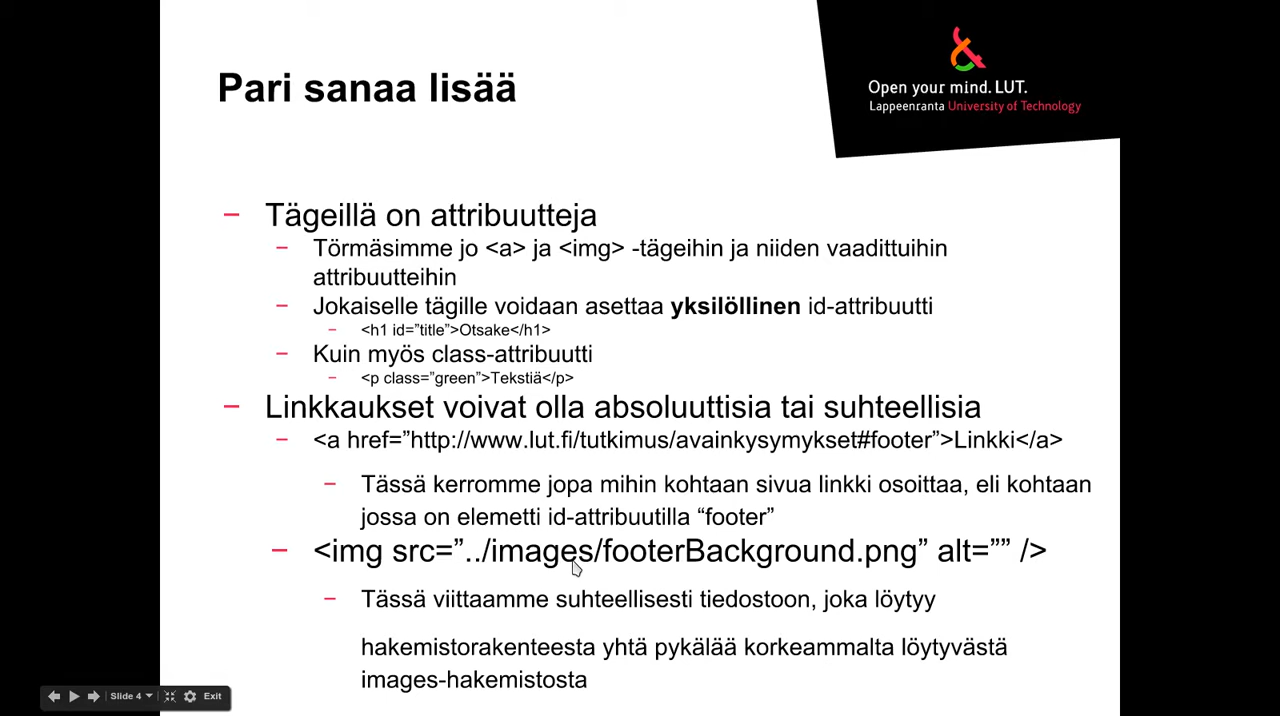 Pari sanaa lisää
Open your mind. LUT.
Lappeenranta University of Technology
– Tägeillä on attribuutteja
– Törmäsimme jo <a> ja <img> -tägeihin ja niiden vaadittuihin
attribuutteihin
– Jokaiselle tägille voidaan asettaa yksilöllinen id-attribuutti
– <h1 id=”title”>Otsake</h1>
– Kuin myös class-attribuutti
– <p class=”green”>Tekstiä</p>
– Linkkaukset voivat olla absoluuttisia tai suhteellisia
– <a href=”http://www.lut.fi/tutkimus/avainkysymykset#footer”>Linkki</a>
– Tässä kerromme jopa mihin kohtaan sivua linkki osoittaa, eli kohtaan
jossa on elemetti id-attribuutilla “footer”
– <img src=”../images/footerBackground.png” alt=”” />
– Tässä viittaamme suhteellisesti tiedostoon, joka löytyy
hakemistorakenteesta yhtä pykälää korkeammalta löytyvästä
images-hakemistosta
Slide 4 Exit